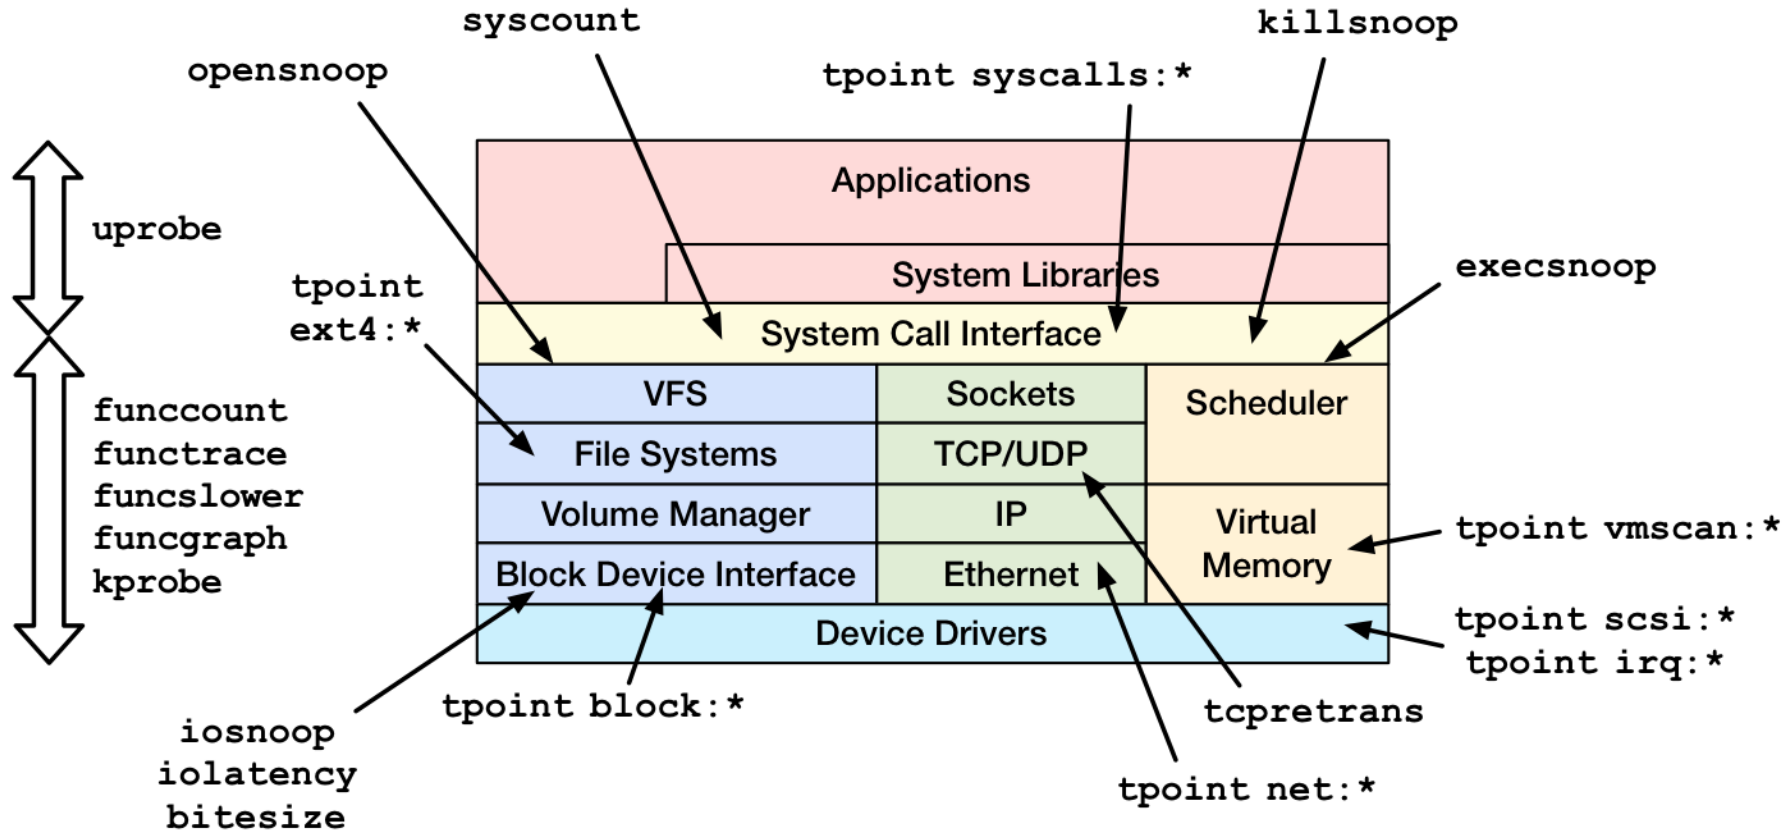 syscount
killsnoop
opensnoop
tpoint syscalls:*
Applications
uprobe
System Libraries
execsnoop
tpoint
ext4:*
System Call Interface
VFS
Sockets
Scheduler
funccount
functrace
funcslower
funcgraph
kprobe
File Systems
TCP/UDP
Volume Manager
IP
Virtual
Memory
tpoint vmscan:*
Block Device Interface
Ethernet
Device Drivers
tpoint scsi:*
tpoint irq:*
tpoint block:*
tcpretrans
iosnoop
iolatency
bitesize
tpoint net:*